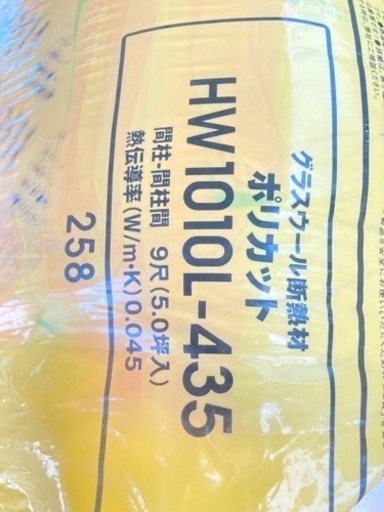 グラスウール断熱材
ポリカット
HW1010L-435
間柱-間柱間 9尺(5.0坪入)
熱伝導率(W/m・K)0.045
258